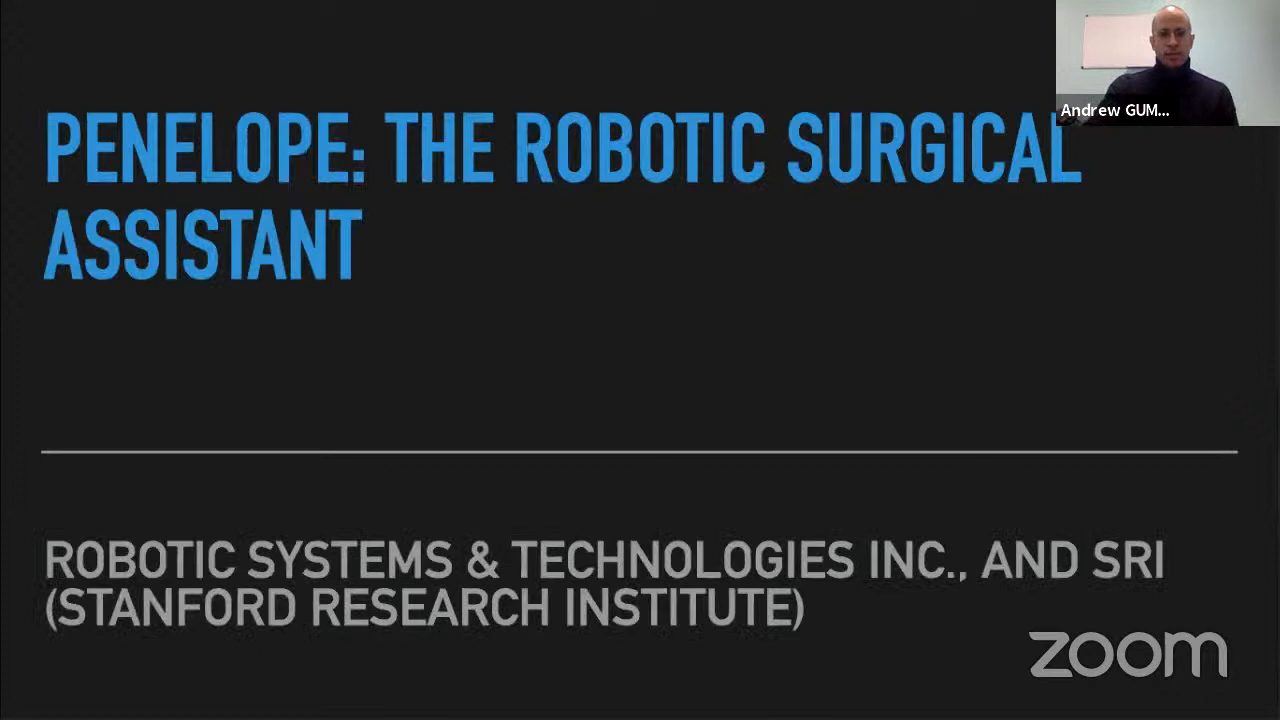 Andrew GUM...
PENELOPE: THE ROBOTIC SURGICAL
ASSISTANT
ROBOTIC SYSTEMS & TECHNOLOGIES INC., AND SRI
(STANFORD RESEARCH INSTITUTE)
zoom